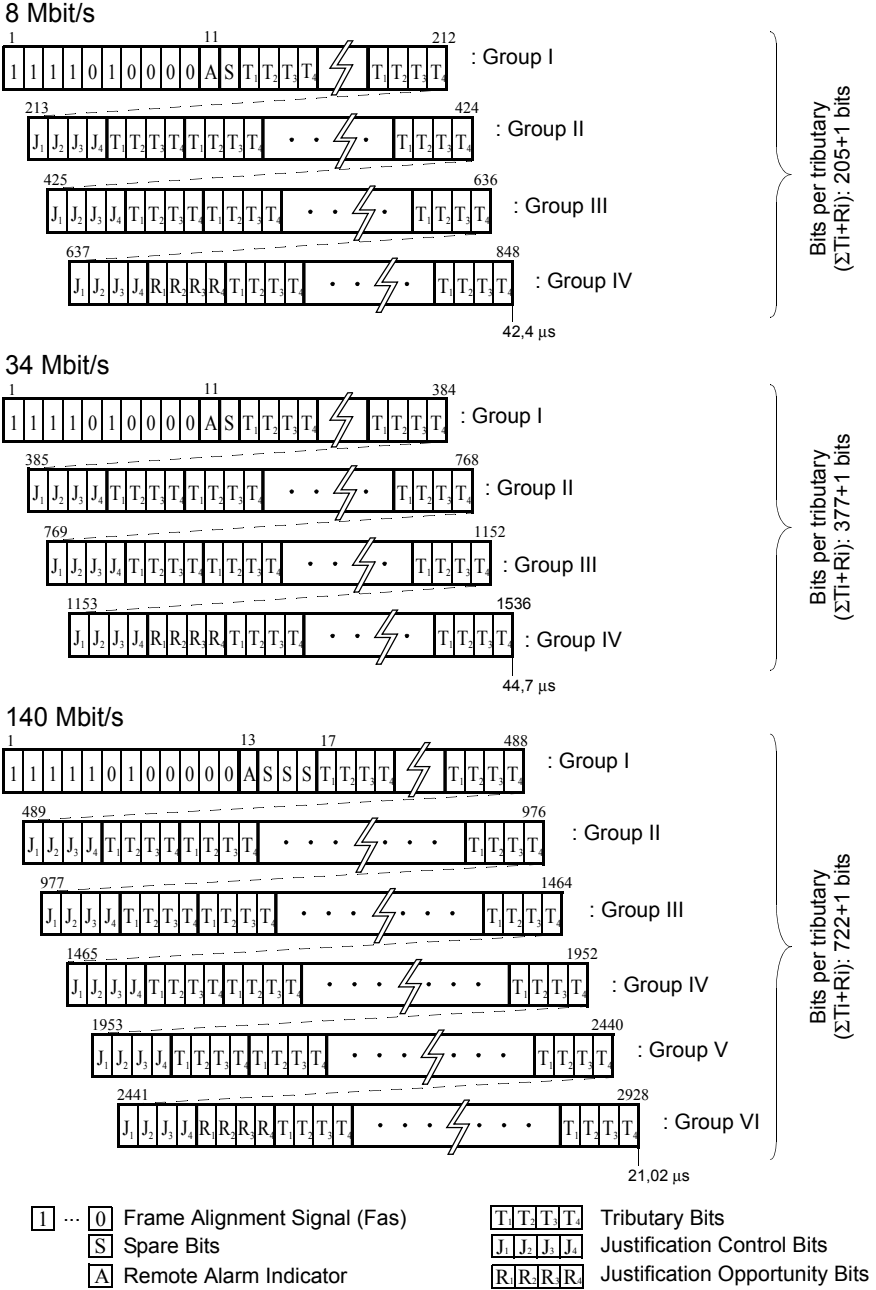 8 Mbit/s
1 11 212
1 1 1 1 0 1 0 0 0 0 A S T₁ T₂ T₃ T₄ T₁ T₂ T₃ T₄ : Group I
213 424
J₁ J₂ J₃ J₄ T₁ T₂ T₃ T₄ T₁ T₂ T₃ T₄ · · · · T₁ T₂ T₃ T₄ : Group II
425 636
J₁ J₂ J₃ J₄ T₁ T₂ T₃ T₄ T₁ T₂ T₃ T₄ · · · · T₁ T₂ T₃ T₄ : Group III
637 848
J₁ J₂ J₃ J₄ R₁ R₂ R₃ R₄ T₁ T₂ T₃ T₄ · · · · T₁ T₂ T₃ T₄ : Group IV
42,4 μs
Bits per tributary
(ΣTi+Ri): 205+1 bits
34 Mbit/s
1 11 384
1 1 1 1 0 1 0 0 0 0 A S T₁ T₂ T₃ T₄ T₁ T₂ T₃ T₄ : Group I
385 768
J₁ J₂ J₃ J₄ T₁ T₂ T₃ T₄ T₁ T₂ T₃ T₄ · · · · T₁ T₂ T₃ T₄ : Group II
769 1152
J₁ J₂ J₃ J₄ T₁ T₂ T₃ T₄ T₁ T₂ T₃ T₄ · · · · T₁ T₂ T₃ T₄ : Group III
1153 1536
J₁ J₂ J₃ J₄ R₁ R₂ R₃ R₄ T₁ T₂ T₃ T₄ · · · · T₁ T₂ T₃ T₄ : Group IV
44,7 μs
Bits per tributary
(ΣTi+Ri): 377+1 bits
140 Mbit/s
1 13 17 488
1 1 1 1 1 0 1 0 0 0 0 0 A S S S T₁ T₂ T₃ T₄ T₁ T₂ T₃ T₄ : Group I
489 976
J₁ J₂ J₃ J₄ T₁ T₂ T₃ T₄ T₁ T₂ T₃ T₄ · · · · · · · T₁ T₂ T₃ T₄ : Group II
977 1464
J₁ J₂ J₃ J₄ T₁ T₂ T₃ T₄ T₁ T₂ T₃ T₄ · · · · · · · T₁ T₂ T₃ T₄ : Group III
1465 1952
J₁ J₂ J₃ J₄ T₁ T₂ T₃ T₄ T₁ T₂ T₃ T₄ · · · · · · · T₁ T₂ T₃ T₄ : Group IV
1953 2440
J₁ J₂ J₃ J₄ T₁ T₂ T₃ T₄ T₁ T₂ T₃ T₄ · · · · · · · T₁ T₂ T₃ T₄ : Group V
2441 2928
J₁ J₂ J₃ J₄ R₁ R₂ R₃ R₄ T₁ T₂ T₃ T₄ · · · · · · · T₁ T₂ T₃ T₄ : Group VI
21,02 μs
Bits per tributary
(ΣTi+Ri): 722+1 bits
1 ··· 0 Frame Alignment Signal (Fas)
S Spare Bits
A Remote Alarm Indicator
T₁ T₂ T₃ T₄ Tributary Bits
J₁ J₂ J₃ J₄ Justification Control Bits
R₁ R₂ R₃ R₄ Justification Opportunity Bits